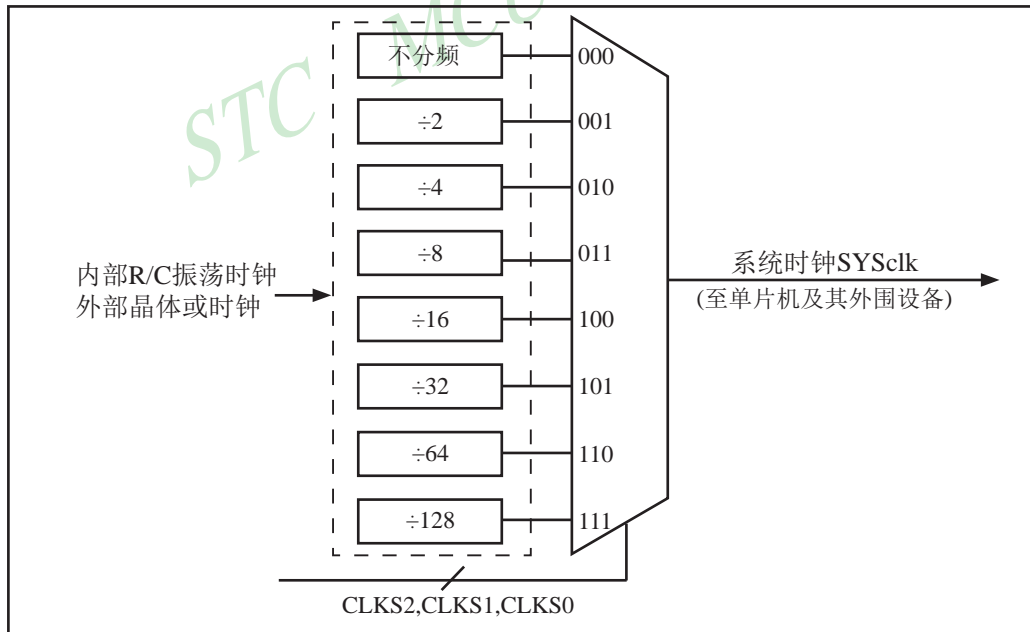 STC MCU
不分频
000
÷2
001
÷4
010
÷8
011
内部R/C振荡时钟
外部晶体或时钟
系统时钟SYSclk
(至单片机及其外围设备)
÷16
100
÷32
101
÷64
110
÷128
111
CLKS2,CLKS1,CLKS0